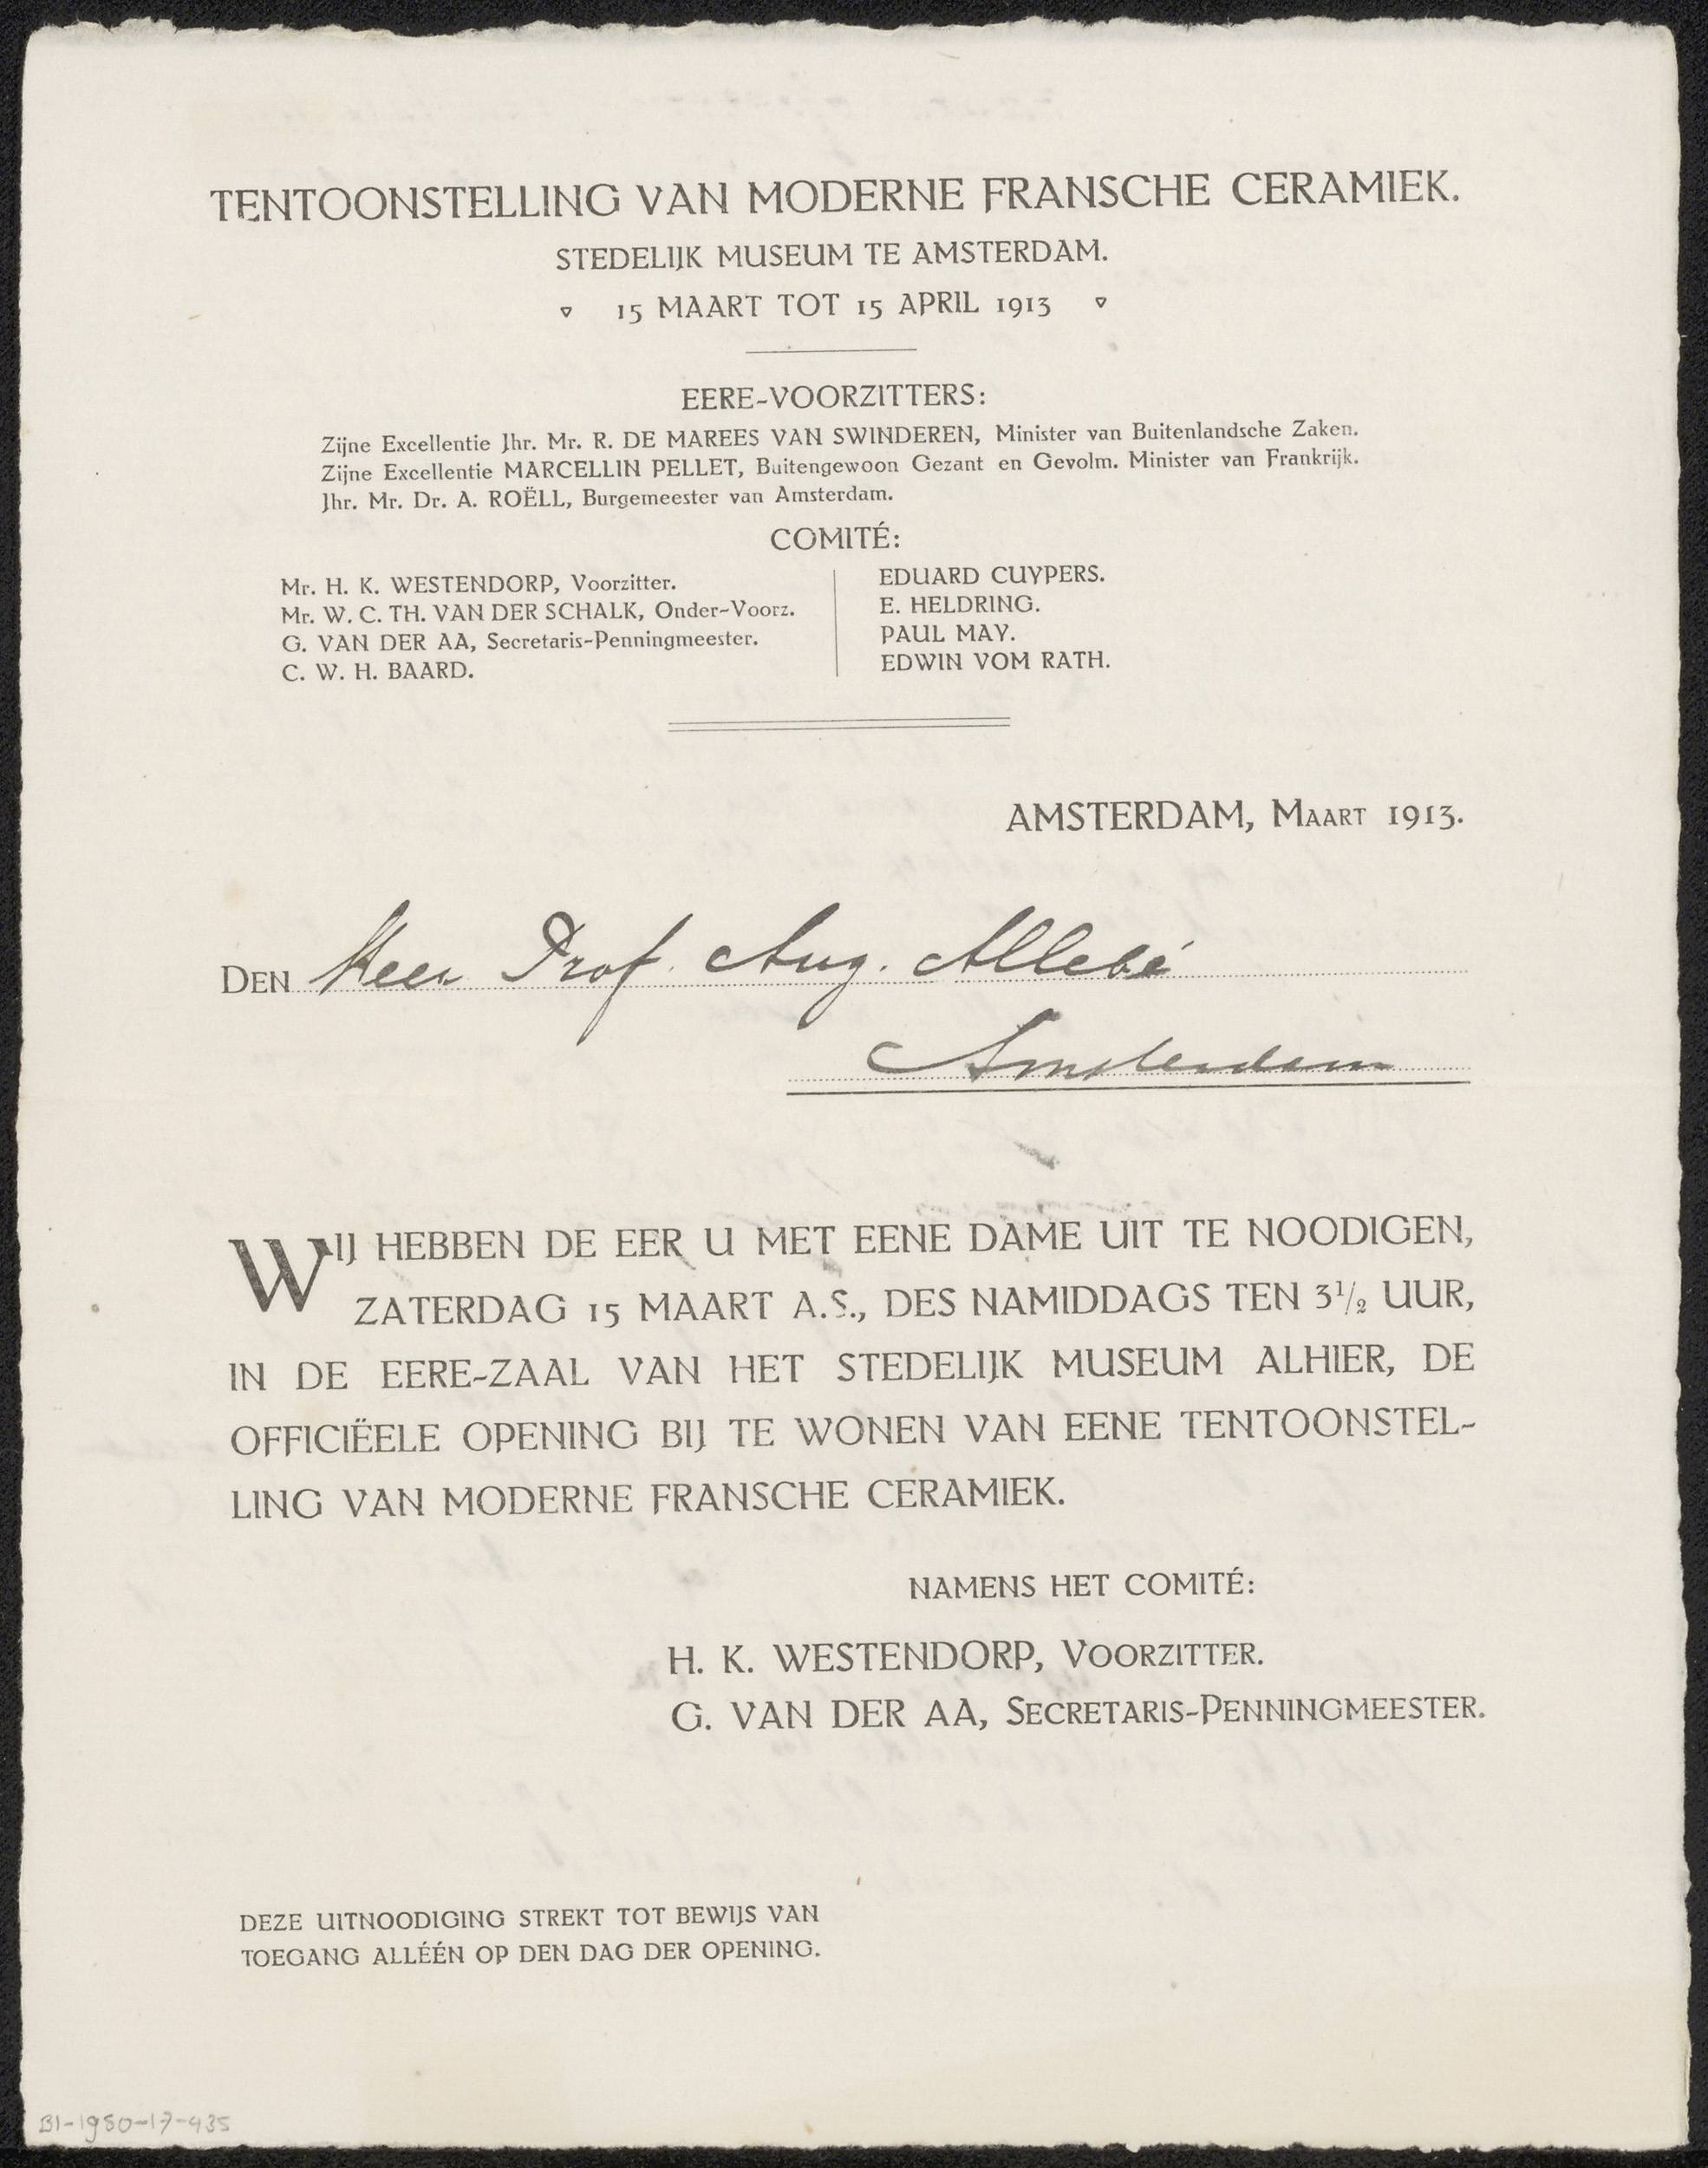 TENTOONSTELLING VAN MODERNE FRANSCHE CERAMIEK.
STEDELIJK MUSEUM TE AMSTERDAM.
▿ 15 MAART TOT 15 APRIL 1913 ▿
EERE-VOORZITTERS:
Zijne Excellentie Jhr. Mr. R. DE MAREES VAN SWINDEREN, Minister van Buitenlandsche Zaken.
Zijne Excellentie MARCELLIN PELLET, Buitengewoon Gezant en Gevolm. Minister van Frankrijk.
Jhr. Mr. Dr. A. ROËLL, Burgemeester van Amsterdam.
COMITÉ:
Mr. H. K. WESTENDORP, Voorzitter.
Mr. W. C. TH. VAN DER SCHALK, Onder-Voorz.
G. VAN DER AA, Secretaris-Penningmeester.
C. W. H. BAARD.
EDUARD CUYPERS.
E. HELDRING.
PAUL MAY.
EDWIN VOM RATH.
AMSTERDAM, MAART 1913.
DEN Heer Prof. Aug. Allebé
Amsterdam
WIJ HEBBEN DE EER U MET EENE DAME UIT TE NOODIGEN,
ZATERDAG 15 MAART A.S., DES NAMIDDAGS TEN 3½ UUR,
IN DE EERE-ZAAL VAN HET STEDELIJK MUSEUM ALHIER, DE
OFFICIËELE OPENING BIJ TE WONEN VAN EENE TENTOONSTEL-
LING VAN MODERNE FRANSCHE CERAMIEK.
NAMENS HET COMITÉ:
H. K. WESTENDORP, VOORZITTER.
G. VAN DER AA, SECRETARIS-PENNINGMEESTER.
DEZE UITNOODIGING STREKT TOT BEWIJS VAN
TOEGANG ALLÉÉN OP DEN DAG DER OPENING.
BI-1950-17-435